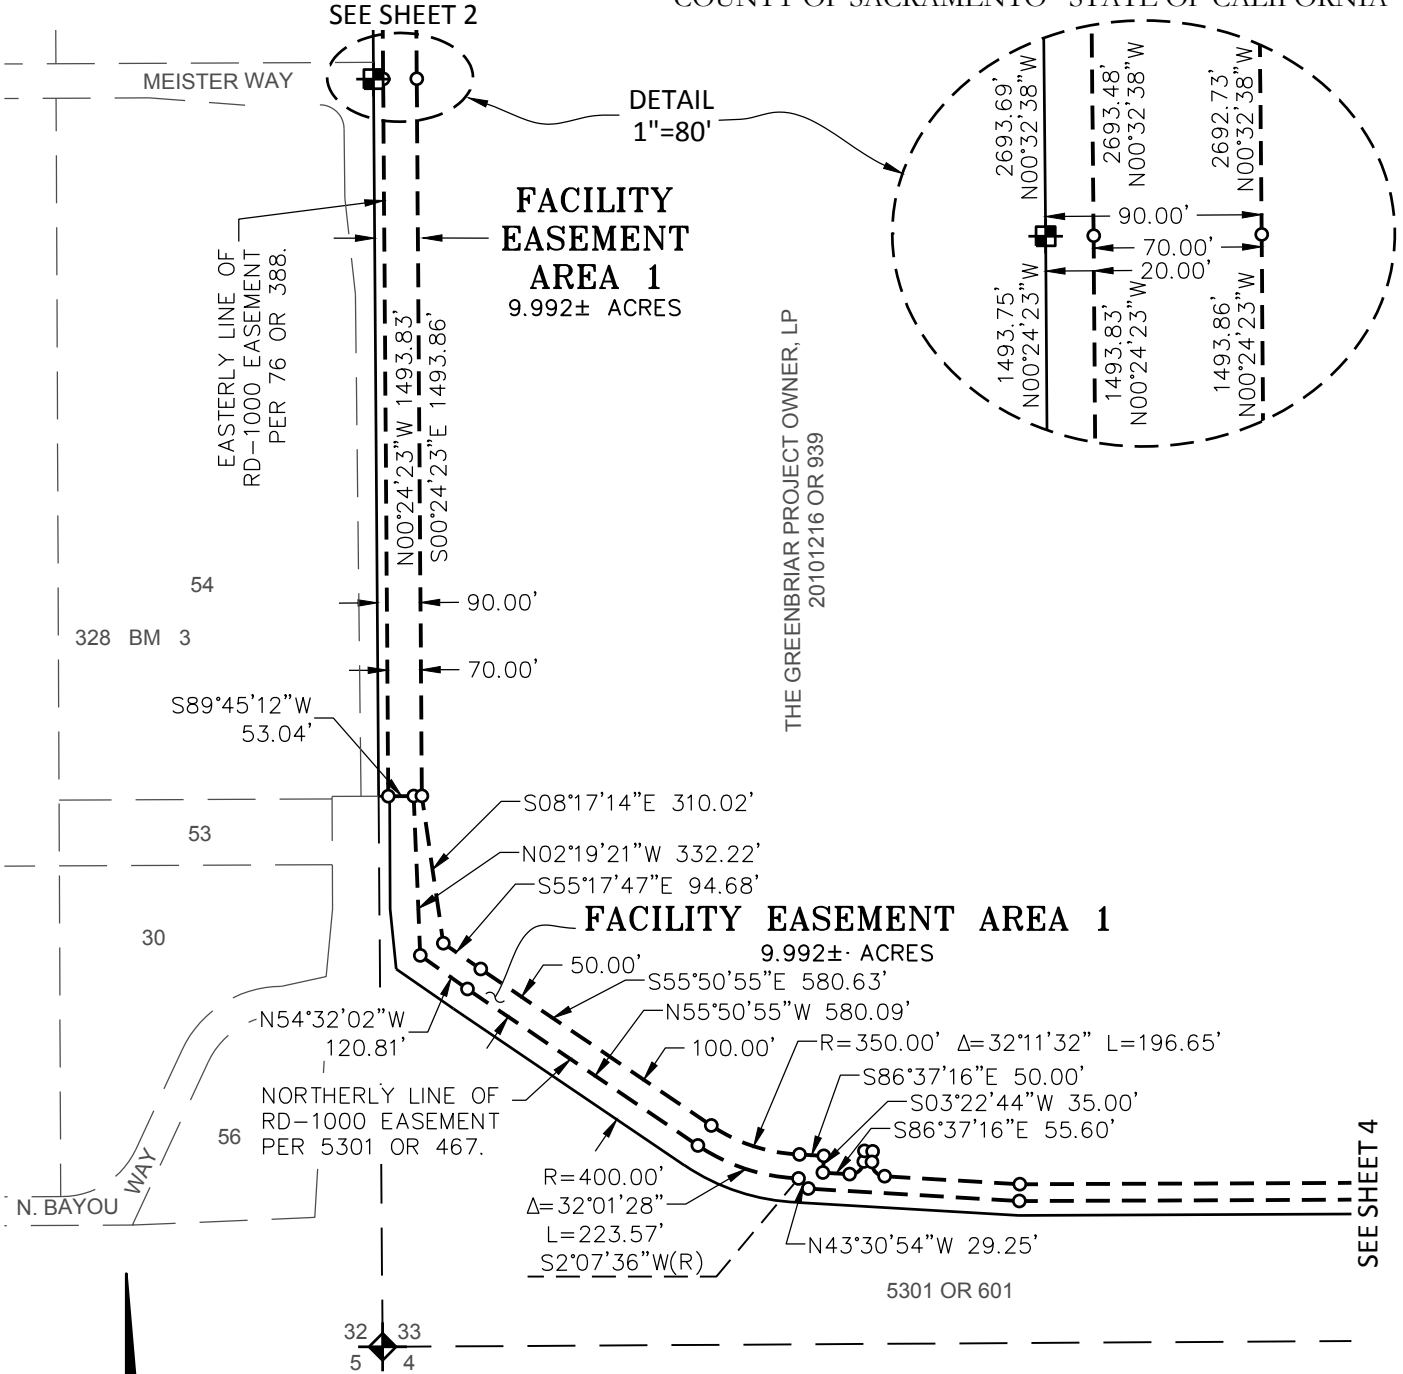 COUNTY OF SACRAMENTO STATE OF CALIFORNIA
SEE SHEET 2
MEISTER WAY
DETAIL
1"=80'
2693.69'
N00°32'38"W
2693.48'
N00°32'38"W
2692.73'
N00°32'38"W
90.00'
70.00'
20.00'
1493.75'
N00°24'23"W
1493.83'
N00°24'23"W
1493.86'
N00°24'23"W
FACILITY
EASEMENT
AREA 1
9.992± ACRES
EASTERLY LINE OF
RD-1000 EASEMENT
PER 76 OR 388.
N00°24'23"W 1493.83'
S00°24'23"E 1493.86'
THE GREENBRIAR PROJECT OWNER, LP
20101216 OR 939
54
328 BM 3
90.00'
70.00'
S89°45'12"W
53.04'
S08°17'14"E 310.02'
53
N02°19'21"W 332.22'
S55°17'47"E 94.68'
FACILITY EASEMENT AREA 1
9.992±· ACRES
30
50.00'
S55°50'55"E 580.63'
N55°50'55"W 580.09'
N54°32'02"W
120.81'
100.00'
R=350.00' Δ=32°11'32" L=196.65'
S86°37'16"E 50.00'
S03°22'44"W 35.00'
S86°37'16"E 55.60'
NORTHERLY LINE OF
RD-1000 EASEMENT
PER 5301 OR 467.
56
R=400.00'
Δ=32°01'28"
L=223.57'
S2°07'36"W(R)
N43°30'54"W 29.25'
N. BAYOU WAY
SEE SHEET 4
5301 OR 601
32 33
5 4